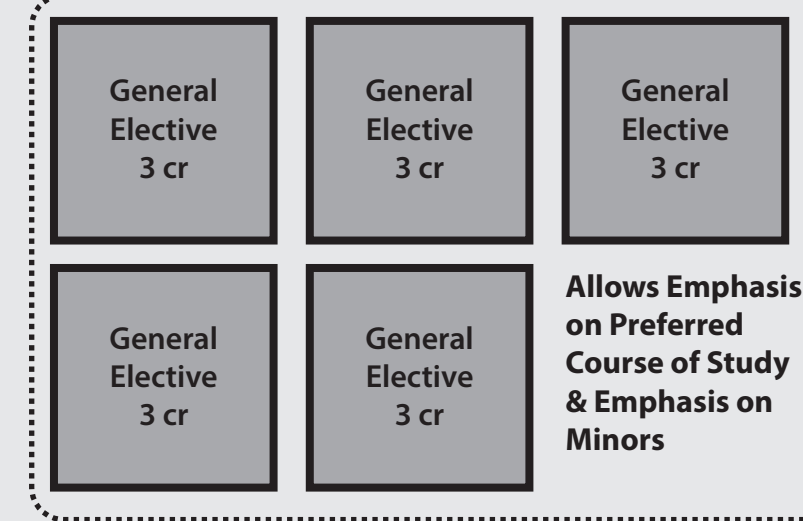 General
Elective
3 cr
General
Elective
3 cr
General
Elective
3 cr
General
Elective
3 cr
General
Elective
3 cr
Allows Emphasis
on Preferred
Course of Study
& Emphasis on
Minors